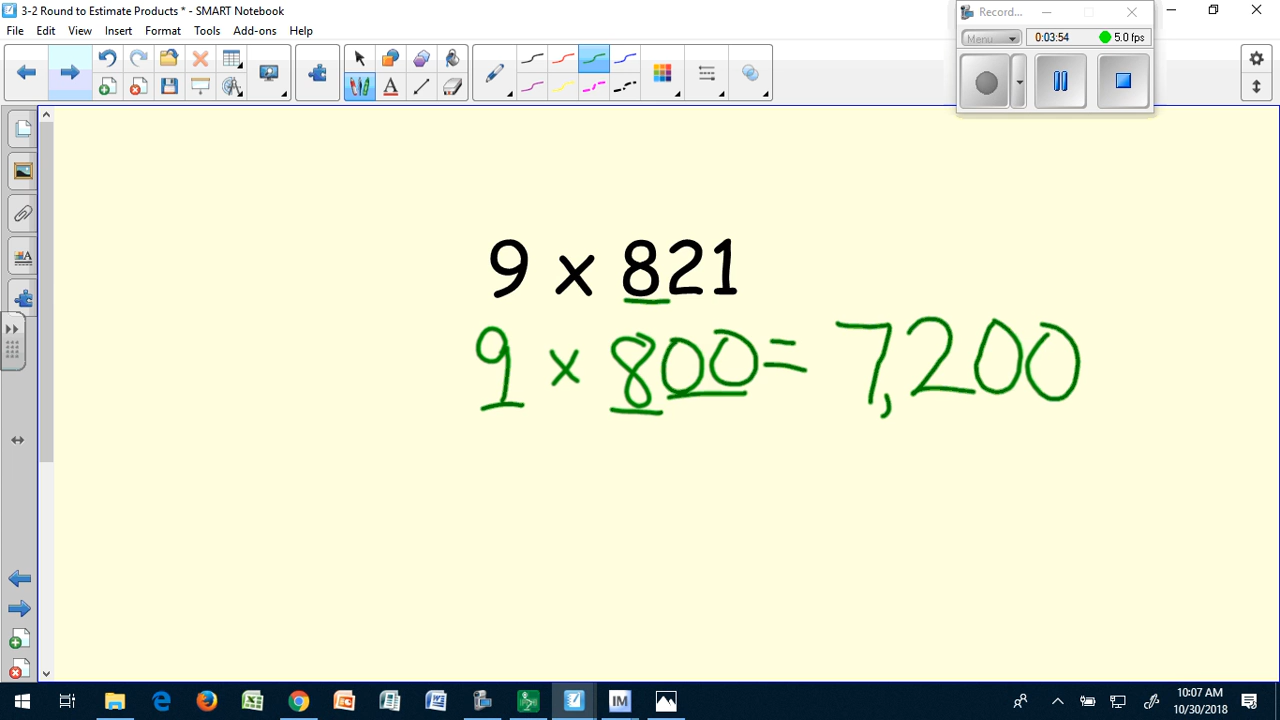 3-2 Round to Estimate Products * - SMART Notebook
Record...
File Edit View Insert Format Tools Add-ons Help
Menu
0:03:54
5.0 fps
9 x 821
9 x 800 = 7,200
10:07 AM
10/30/2018